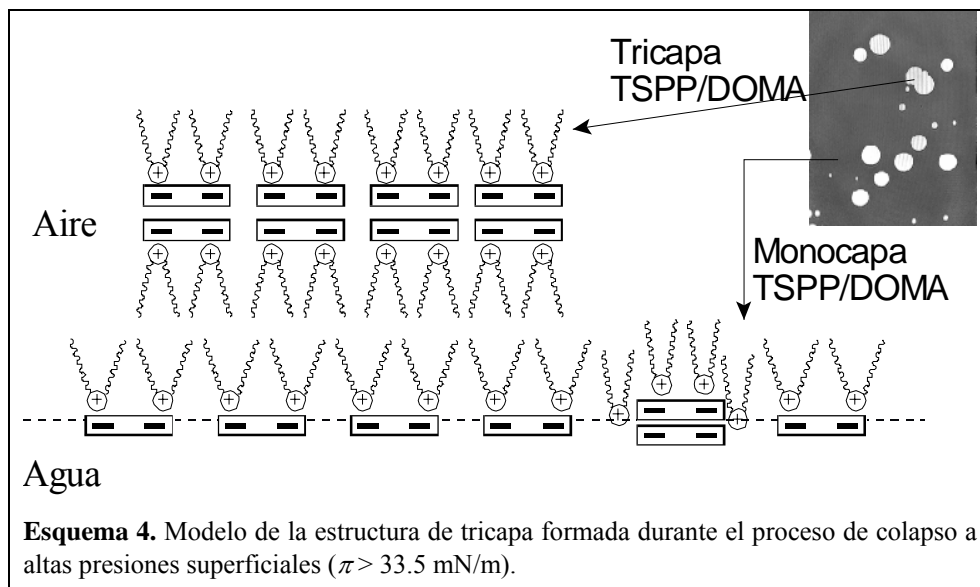 Tricapa
TSPP/DOMA
Aire
Monocapa
TSPP/DOMA
Agua
Esquema 4. Modelo de la estructura de tricapa formada durante el proceso de colapso a
altas presiones superficiales (π > 33.5 mN/m).